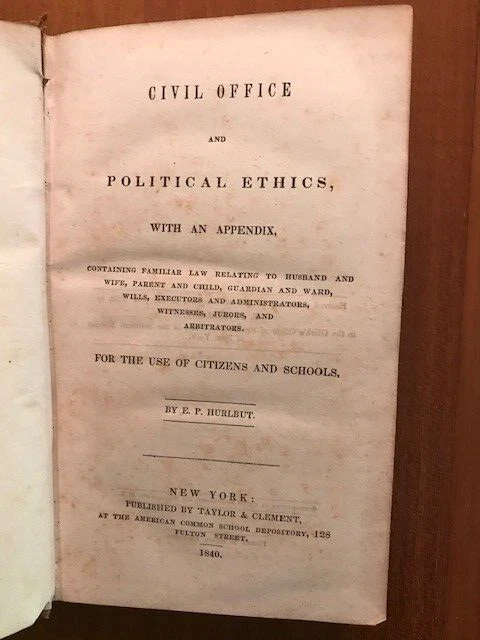 CIVIL OFFICE
AND
POLITICAL ETHICS,
WITH AN APPENDIX,
CONTAINING FAMILIAR LAW RELATING TO HUSBAND AND
WIFE, PARENT AND CHILD, GUARDIAN AND WARD,
WILLS, EXECUTORS AND ADMINISTRATORS,
WITNESSES, JURORS, AND
ARBITRATORS.
FOR THE USE OF CITIZENS AND SCHOOLS,
BY E. P. HURLBUT.
NEW YORK:
PUBLISHED BY TAYLOR & CLEMENT,
AT THE AMERICAN COMMON SCHOOL DEPOSITORY, 128
FULTON STREET,
1840.